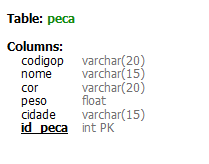 Table: peca
Columns:
codigop varchar(20)
nome varchar(15)
cor varchar(20)
peso float
cidade varchar(15)
id_peca int PK